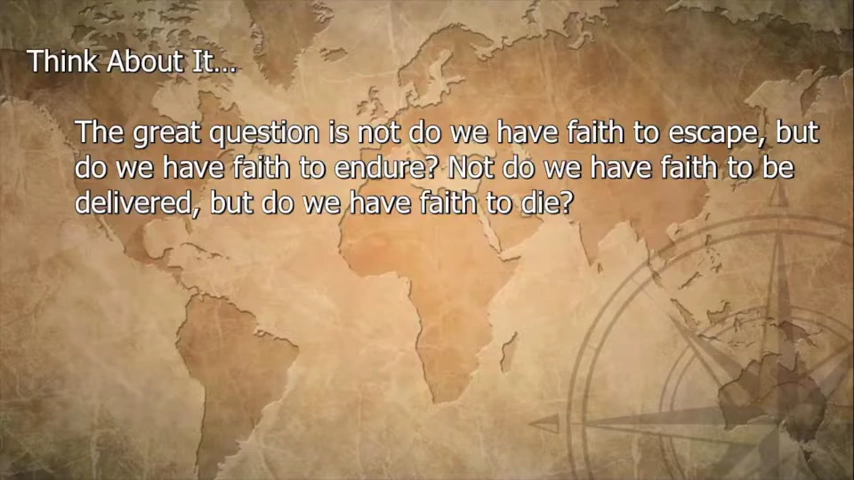 Think About It...
The great question is not do we have faith to escape, but
do we have faith to endure? Not do we have faith to be
delivered, but do we have faith to die?